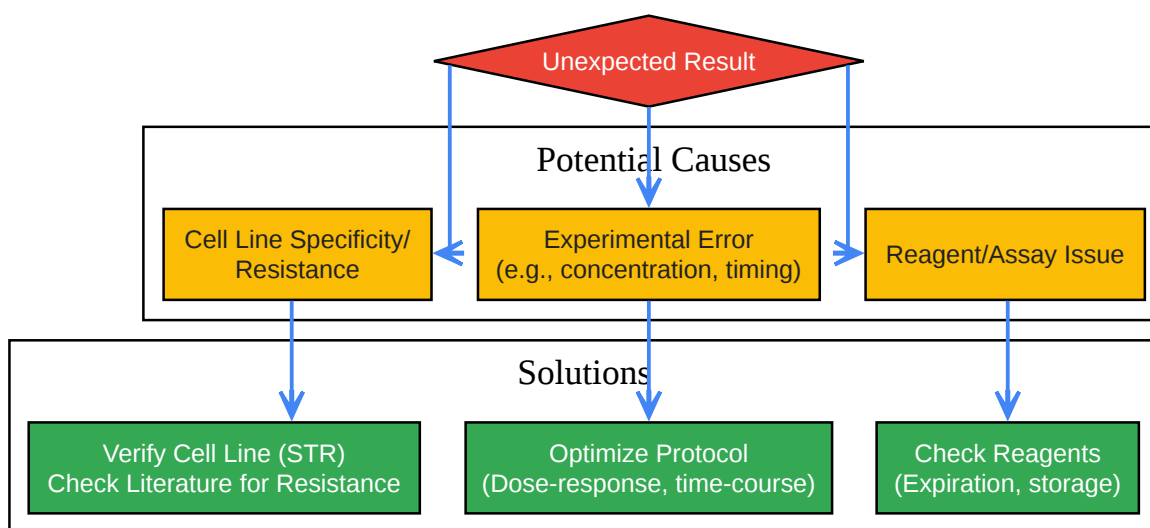 Unexpected Result
Potential Causes
Cell Line Specificity/
Resistance
Experimental Error
(e.g., concentration, timing)
Reagent/Assay Issue
Solutions
Verify Cell Line (STR)
Check Literature for Resistance
Optimize Protocol
(Dose-response, time-course)
Check Reagents
(Expiration, storage)